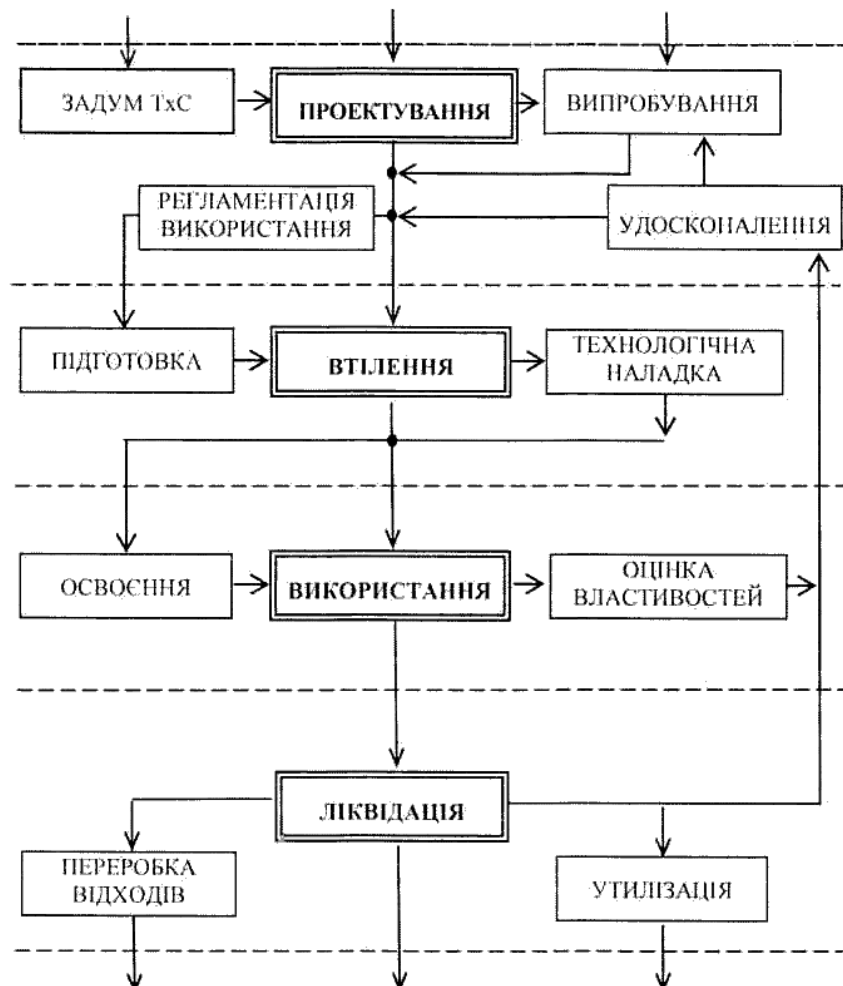 ЗАДУМ ТхС
ПРОЕКТУВАННЯ
ВИПРОБУВАННЯ
РЕГЛАМЕНТАЦІЯ
ВИКОРИСТАННЯ
УДОСКОНАЛЕННЯ
ПІДГОТОВКА
ВТІЛЕННЯ
ТЕХНОЛОГІЧНА
НАЛАДКА
ОСВОЄННЯ
ВИКОРИСТАННЯ
ОЦІНКА
ВЛАСТИВОСТЕЙ
ЛІКВІДАЦІЯ
ПЕРЕРОБКА
ВІДХОДІВ
УТИЛІЗАЦІЯ